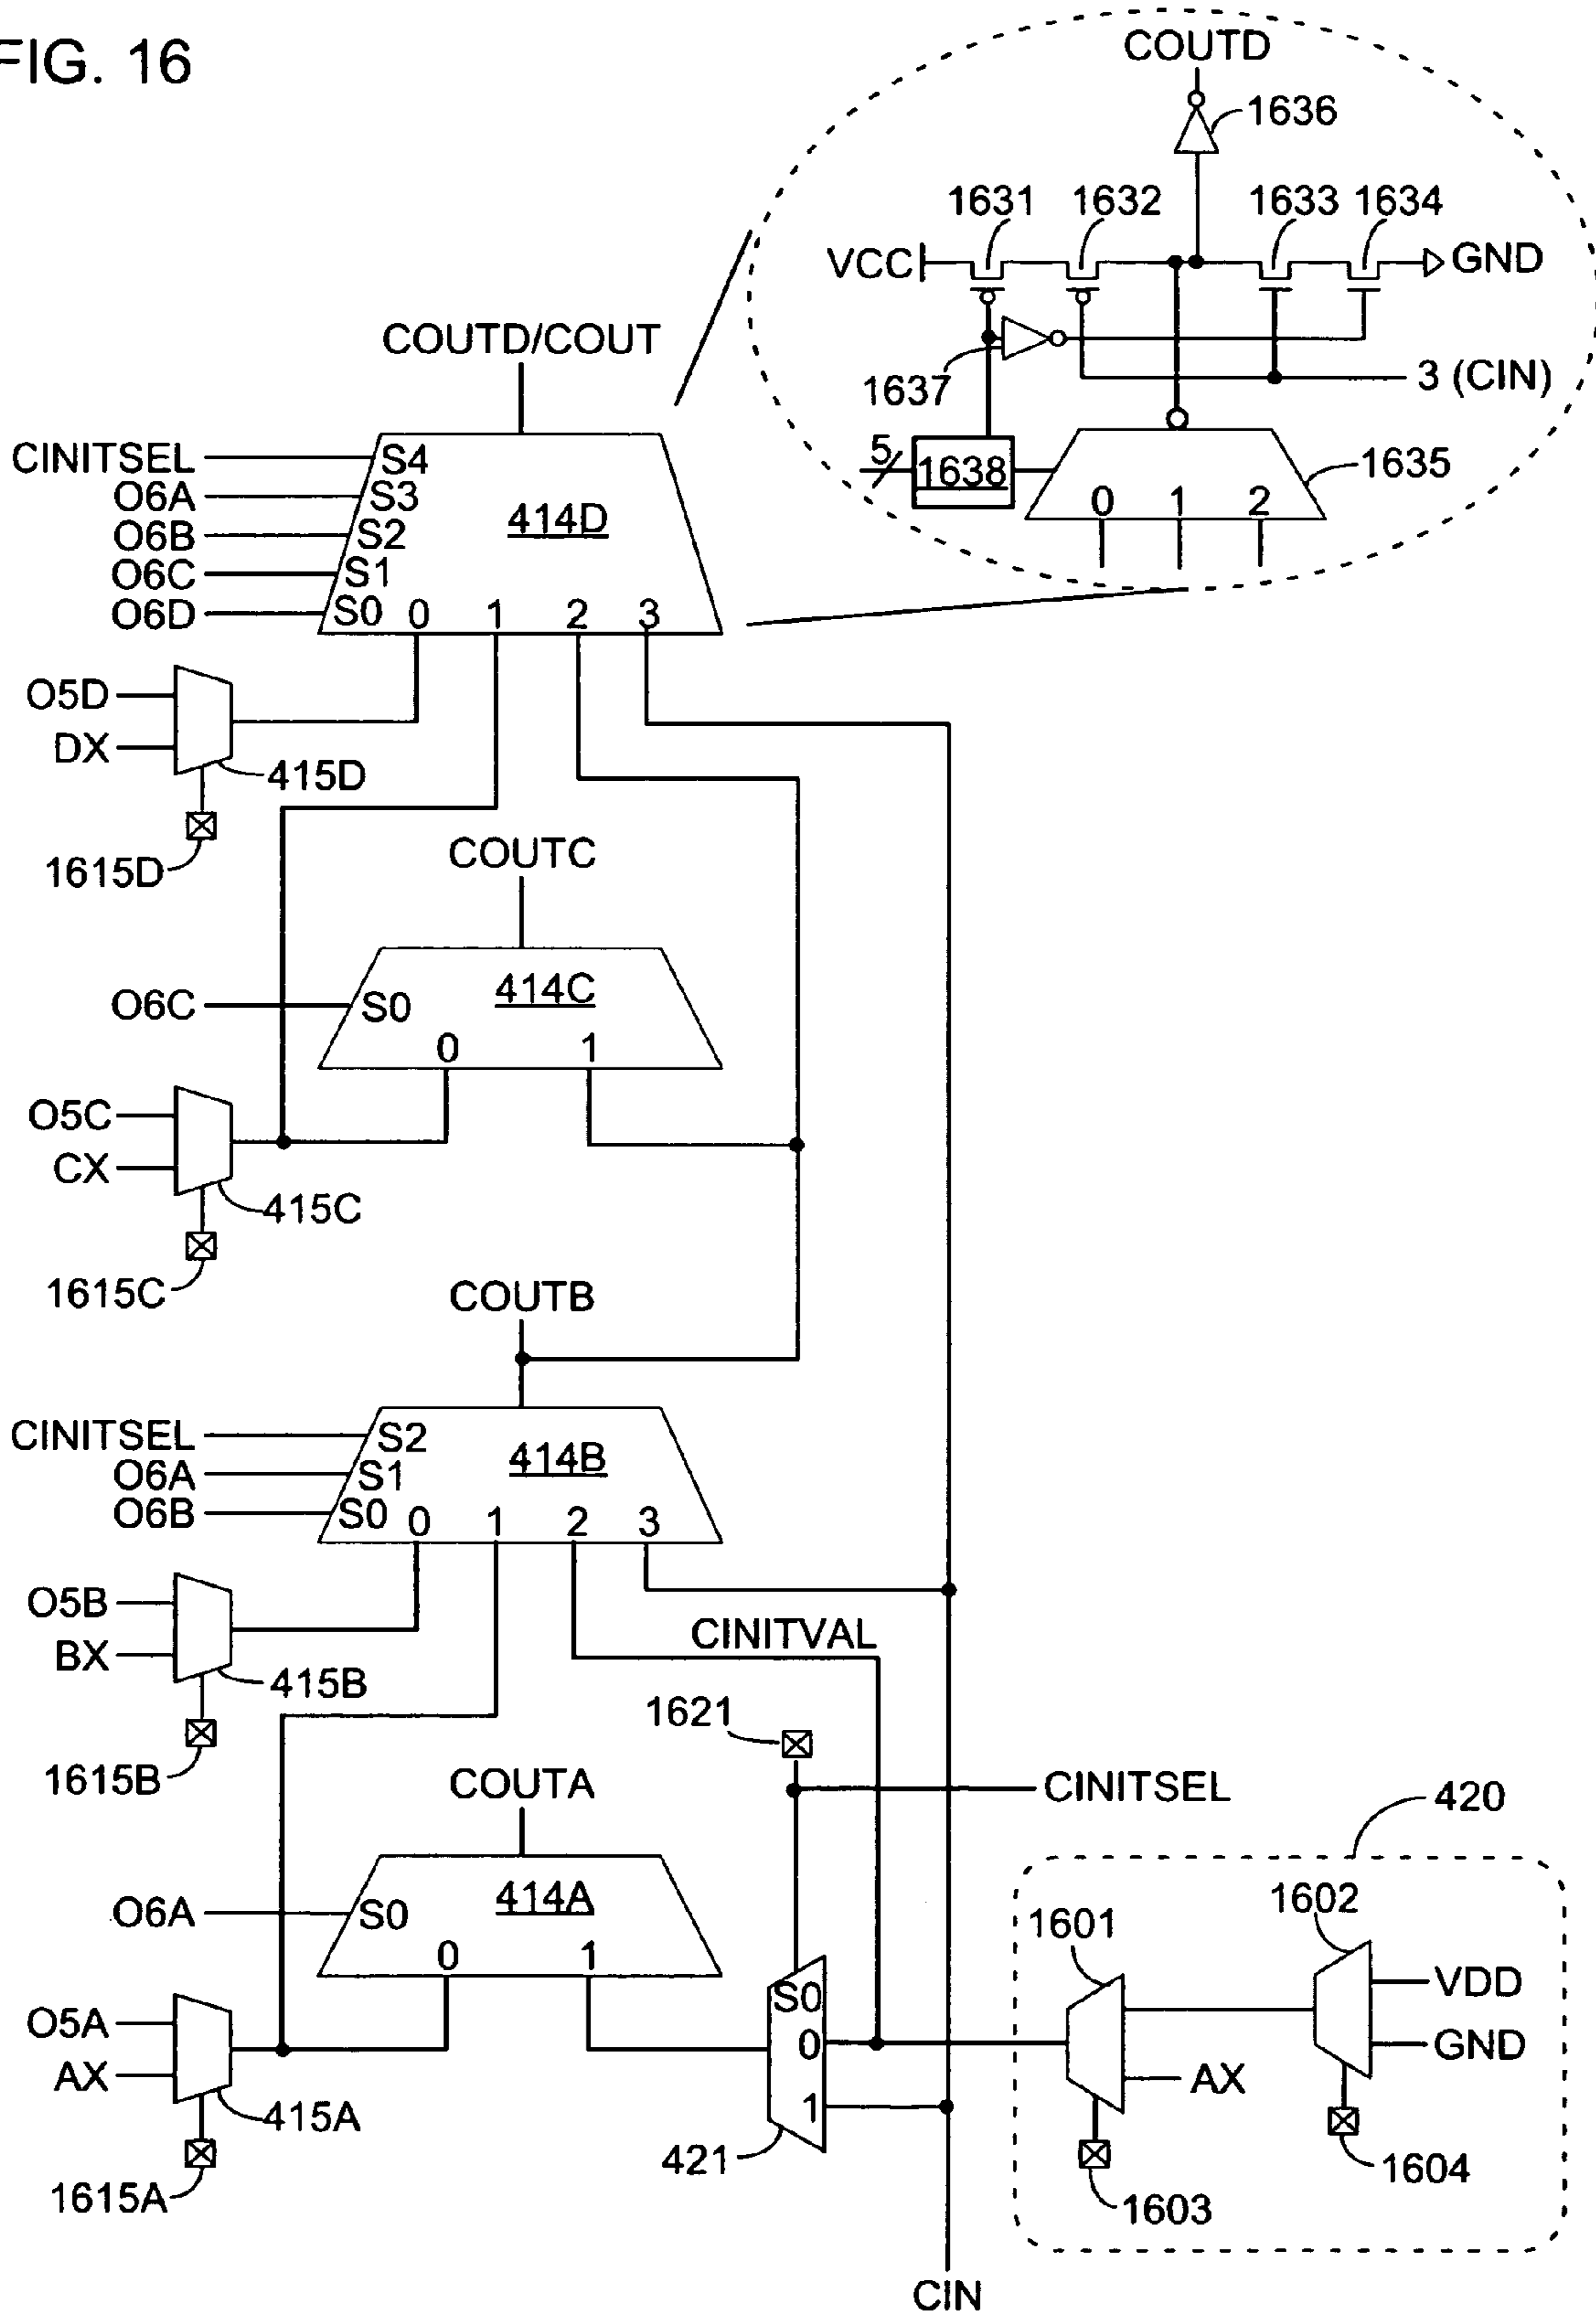 FIG. 16
COUTD
1636
1631 1632 1633 1634
VCC GND
1637
3 (CIN)
5
1638
1635
0 1 2
COUTD/COUT
CINITSEL S4
O6A S3
O6B S2
O6C S1
O6D S0
414D
0 1 2 3
O5D
DX
415D
1615D
COUTC
414C
O6C S0
0 1
O5C
CX
415C
1615C
COUTB
CINITSEL S2
O6A S1
O6B S0
414B
0 1 2 3
O5B
BX
415B
1615B
CINITVAL
1621
CINITSEL
COUTA
414A
O6A S0
0 1
O5A
AX
415A
1615A
S0
0
1
421
420
1601
1602
VDD
GND
AX
1603
1604
CIN